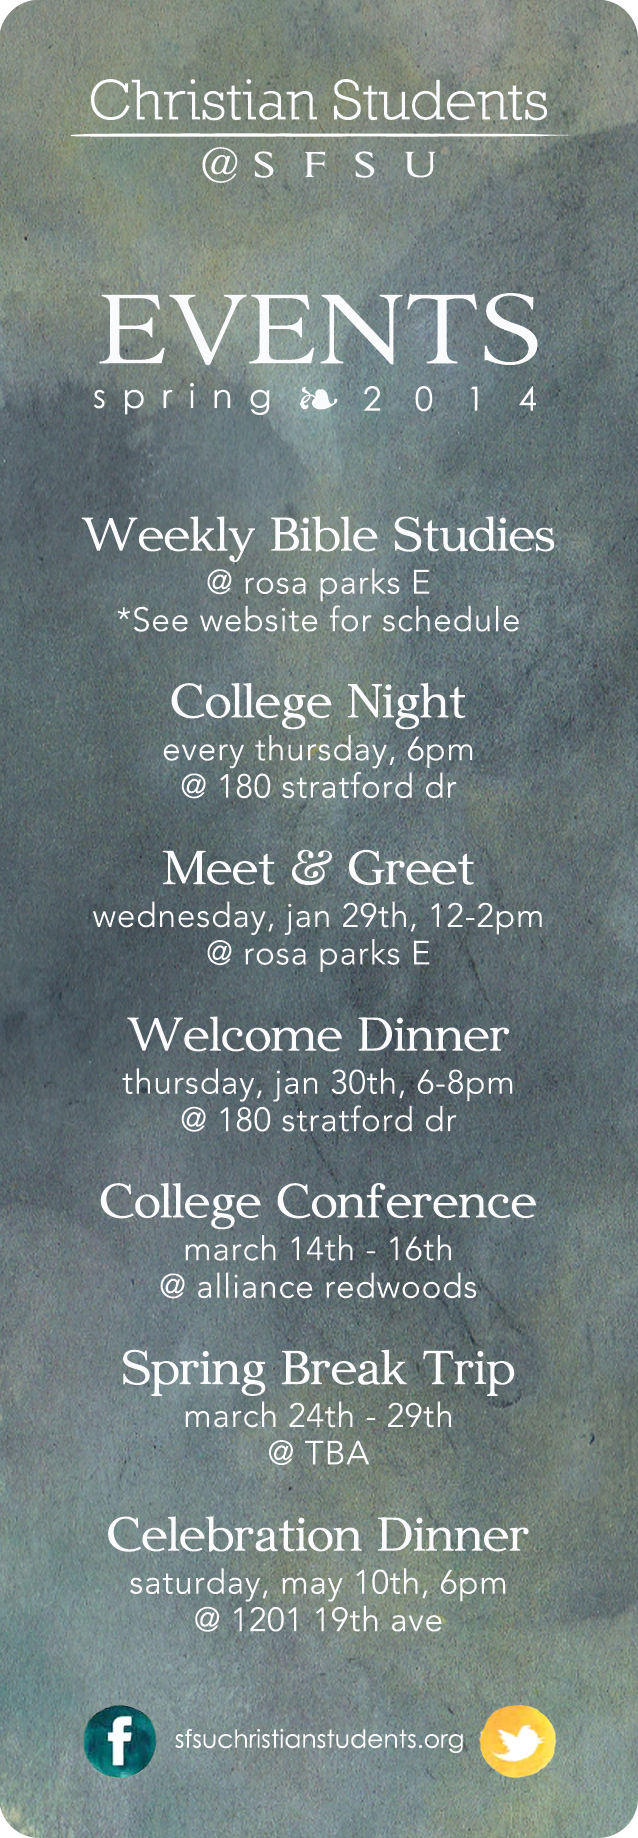 Christian Students
@ S F S U
EVENTS
spring ❧ 2014
Weekly Bible Studies
@ rosa parks E
*See website for schedule
College Night
every thursday, 6pm
@ 180 stratford dr
Meet & Greet
wednesday, jan 29th, 12-2pm
@ rosa parks E
Welcome Dinner
thursday, jan 30th, 6-8pm
@ 180 stratford dr
College Conference
march 14th - 16th
@ alliance redwoods
Spring Break Trip
march 24th - 29th
@ TBA
Celebration Dinner
saturday, may 10th, 6pm
@ 1201 19th ave
f sfsuchristianstudents.org